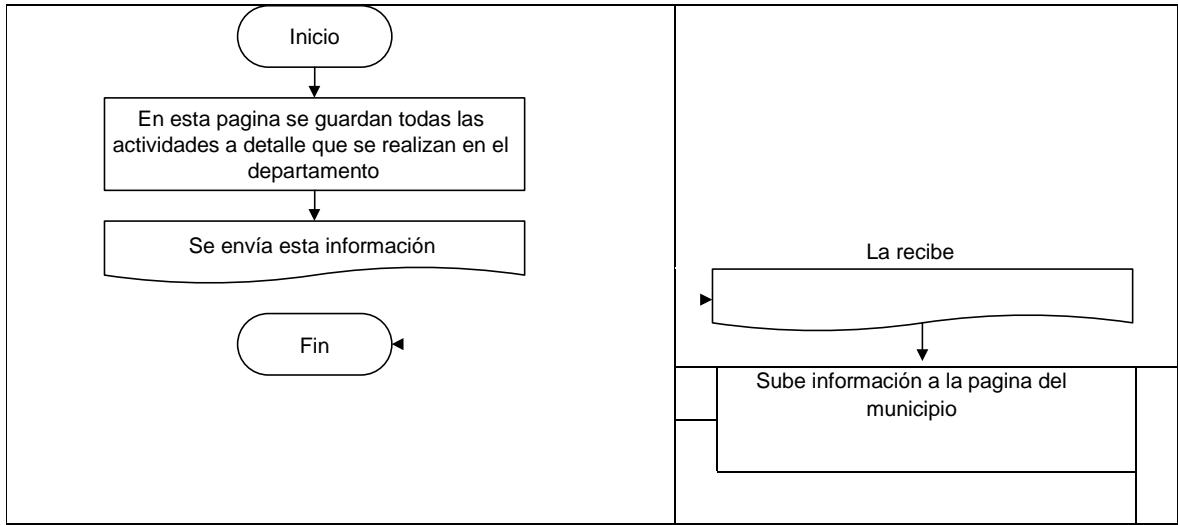 Inicio
En esta pagina se guardan todas las
actividades a detalle que se realizan en el
departamento
Se envía esta información
Fin
La recibe
Sube información a la pagina del
municipio